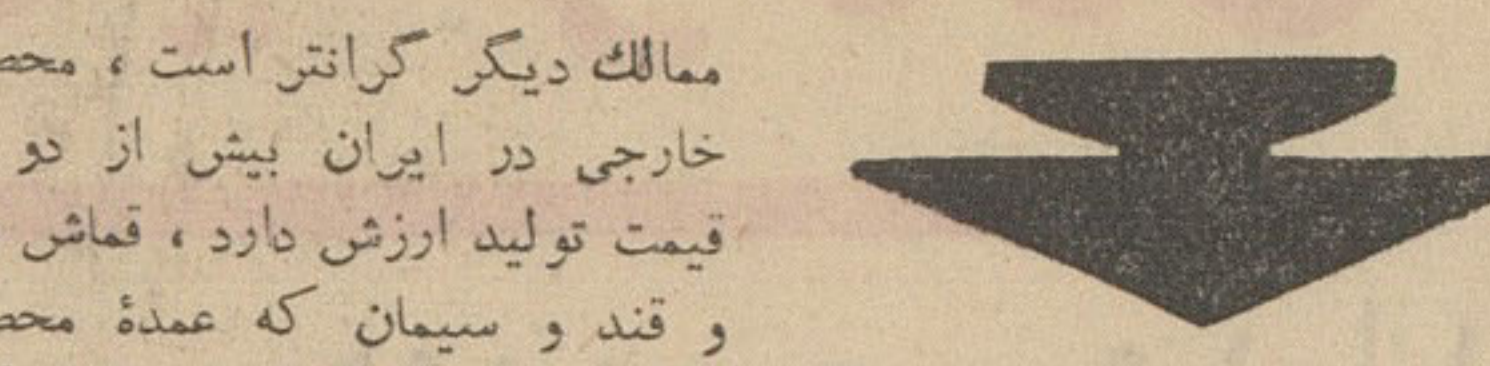 ممالك دیگر گرانتر است ، محص
خارجی در ایران بیش از دو
قیمت تولید ارزش دارد ، قماش
و قند و سیمان که عمدهٔ محص